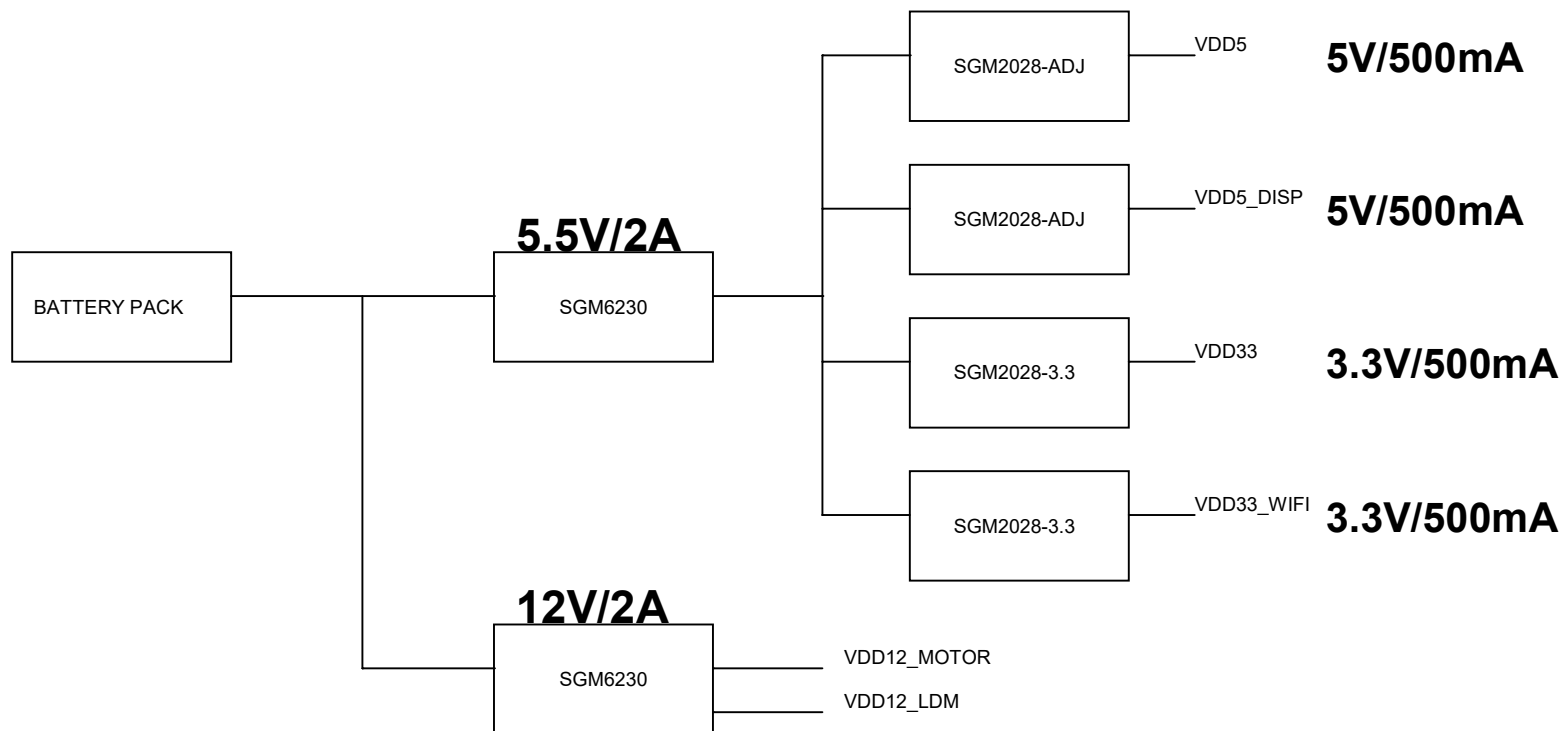 SGM2028-ADJ
VDD5
5V/500mA
SGM2028-ADJ
VDD5_DISP
5V/500mA
5.5V/2A
BATTERY PACK
SGM6230
SGM2028-3.3
VDD33
3.3V/500mA
SGM2028-3.3
VDD33_WIFI
3.3V/500mA
12V/2A
SGM6230
VDD12_MOTOR
VDD12_LDM